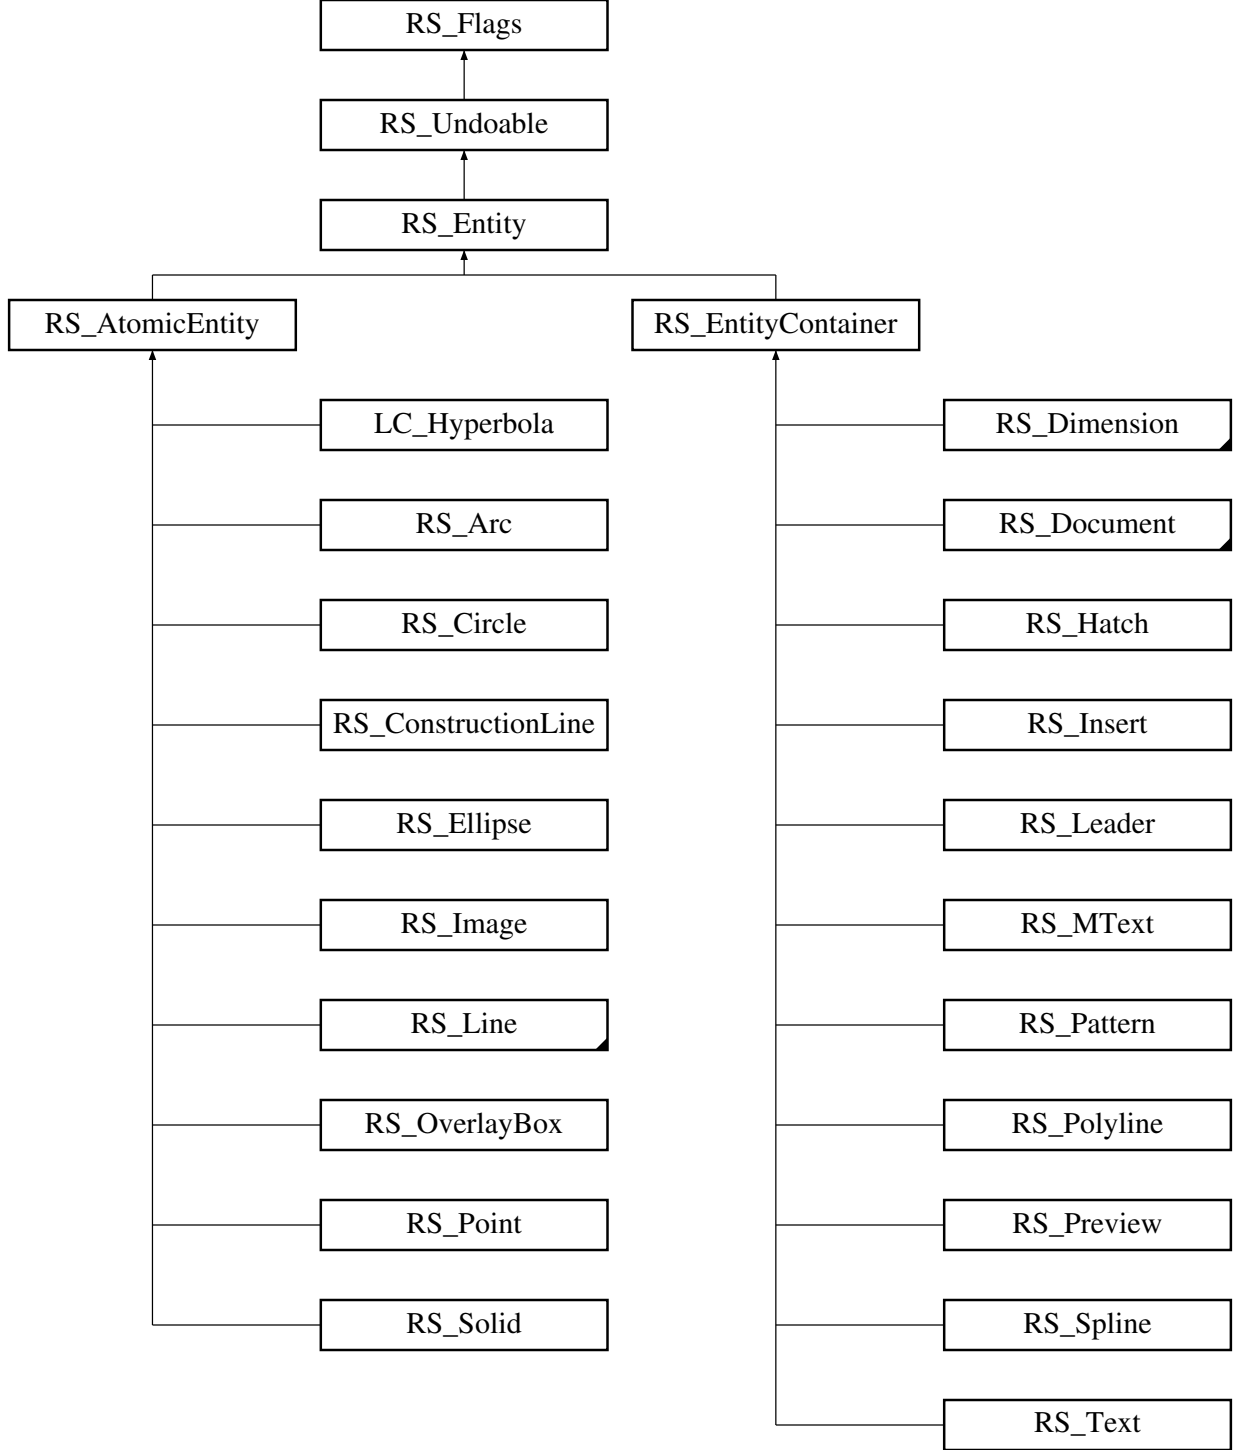 RS_Flags
RS_Undoable
RS_Entity
RS_AtomicEntity
RS_EntityContainer
LC_Hyperbola
RS_Dimension
RS_Arc
RS_Document
RS_Circle
RS_Hatch
RS_ConstructionLine
RS_Insert
RS_Ellipse
RS_Leader
RS_Image
RS_MText
RS_Line
RS_Pattern
RS_OverlayBox
RS_Polyline
RS_Point
RS_Preview
RS_Solid
RS_Spline
RS_Text